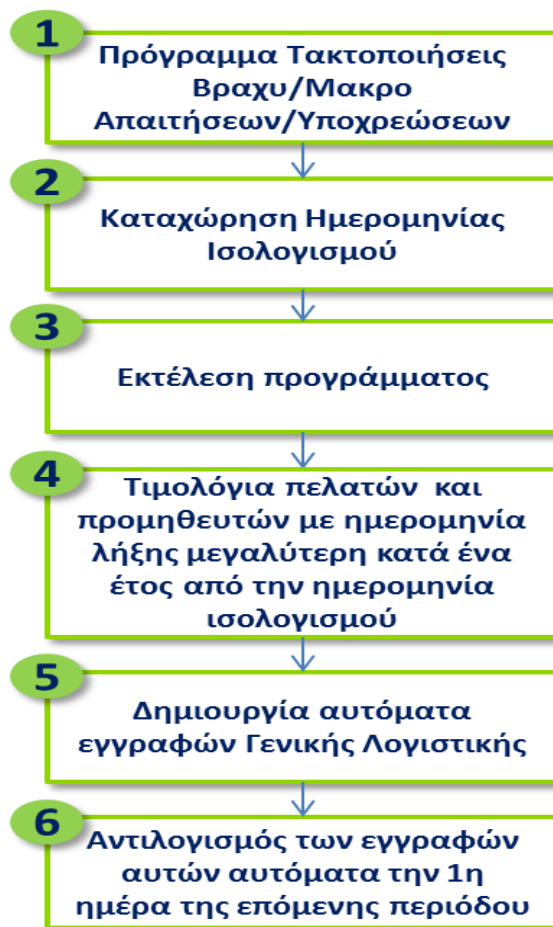 1
Πρόγραμμα Τακτοποιήσεις
Βραχυ/Μακρο
Απαιτήσεων/Υποχρεώσεων
2
Καταχώρηση Ημερομηνίας
Ισολογισμού
3
Εκτέλεση προγράμματος
4
Τιμολόγια πελατών και
προμηθευτών με ημερομηνία
λήξης μεγαλύτερη κατά ένα
έτος από την ημερομηνία
ισολογισμού
5
Δημιουργία αυτόματα
εγγραφών Γενικής Λογιστικής
6
Αντιλογισμός των εγγραφών
αυτών αυτόματα την 1η
ημέρα της επόμενης περιόδου